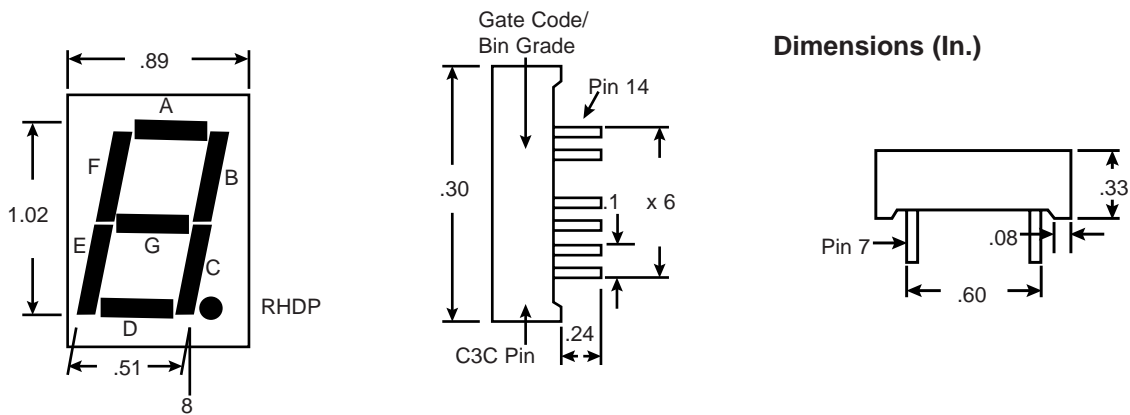 Dimensions (In.)
.89
A
F
B
1.02
G
E
C
D
RHDP
.51
8
Gate Code/
Bin Grade
Pin 14
.30
.1
x 6
.24
C3C Pin
.33
Pin 7
.08
.60